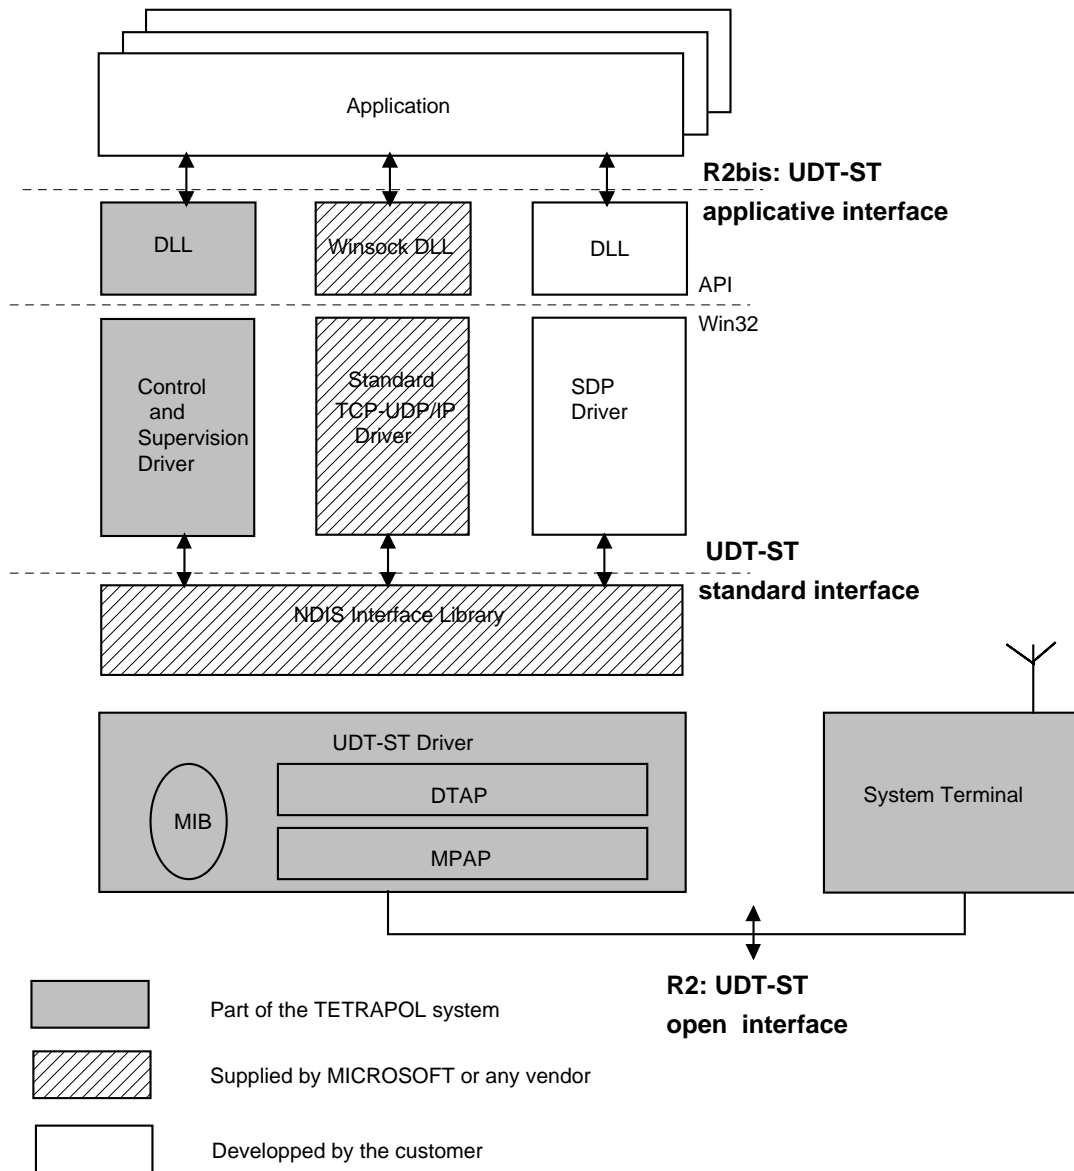 Application
R2bis: UDT-ST
applicative interface
DLL
Winsock DLL
DLL
API
Win32
Control
and
Supervision
Driver
Standard
TCP-UDP/IP
Driver
SDP
Driver
UDT-ST
standard interface
NDIS Interface Library
UDT-ST Driver
MIB
DTAP
MPAP
System Terminal
R2: UDT-ST
open interface
Part of the TETRAPOL system
Supplied by MICROSOFT or any vendor
Developped by the customer